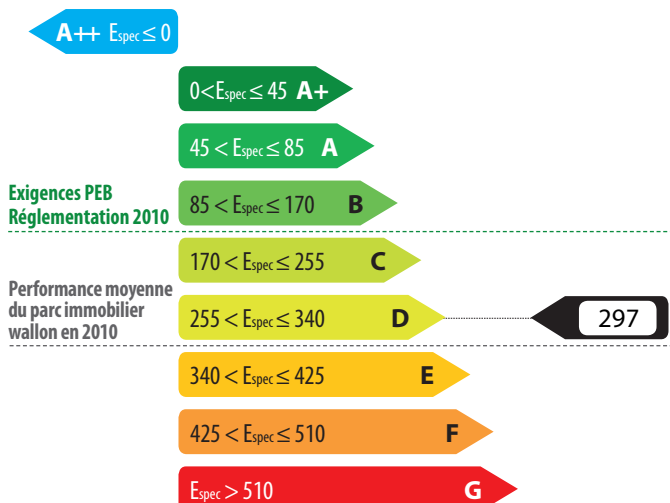 A++ Espec ≤ 0
0<Espec ≤ 45 A+
45 < Espec ≤ 85 A
Exigences PEB
Réglementation 2010
85 < Espec ≤ 170 B
170 < Espec ≤ 255 C
Performance moyenne
du parc immobilier
wallon en 2010
255 < Espec ≤ 340 D
297
340 < Espec ≤ 425 E
425 < Espec ≤ 510 F
Espec > 510 G